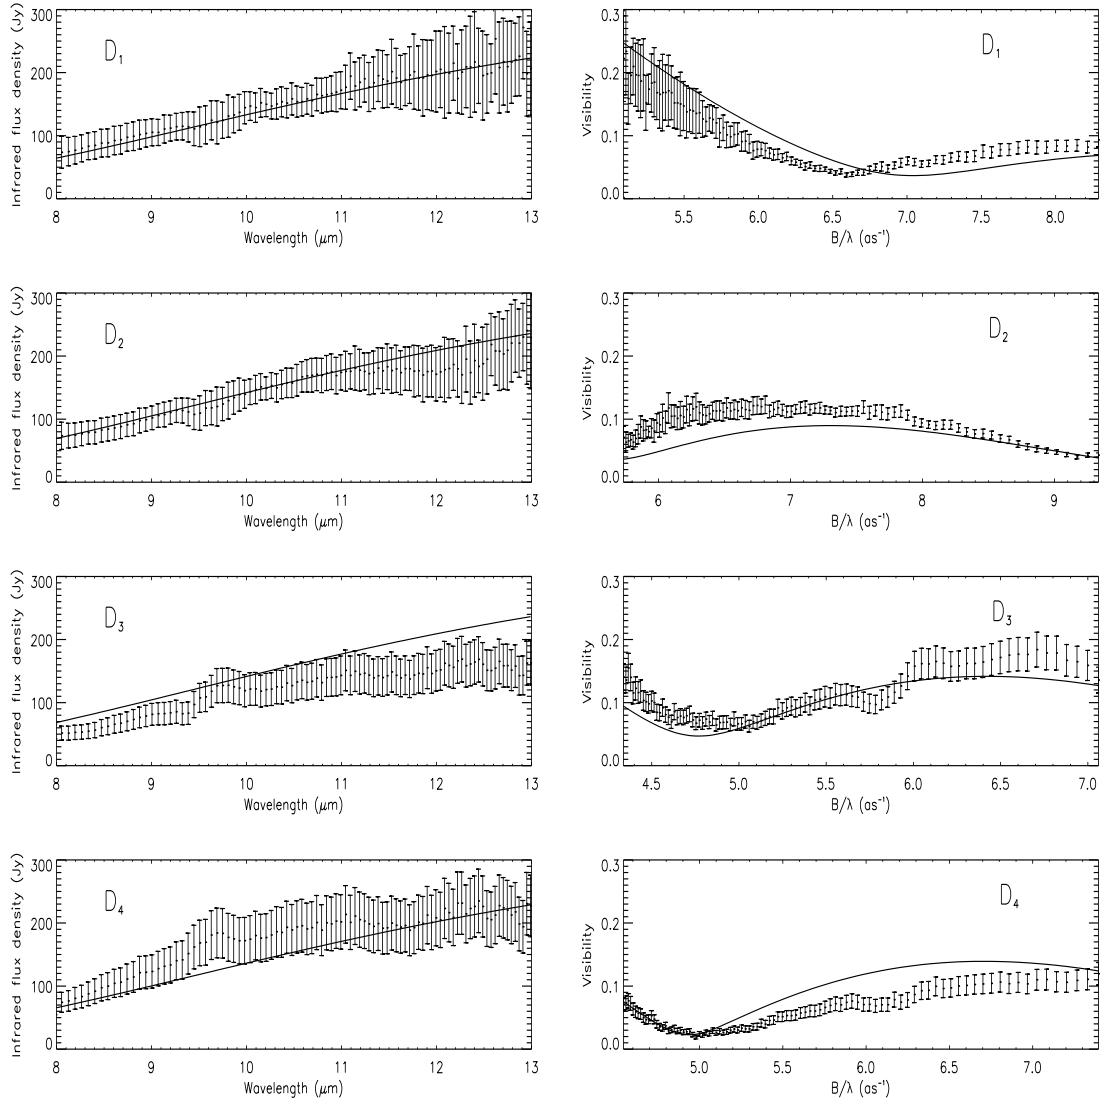 Infrared flux density (Jy)
300
200
100
0
D1
8 9 10 11 12 13
Wavelength (μm)
Visibility
0.3
0.2
0.1
0.0
D1
5.5 6.0 6.5 7.0 7.5 8.0
B/λ (as⁻¹)
Infrared flux density (Jy)
300
200
100
0
D2
8 9 10 11 12 13
Wavelength (μm)
Visibility
0.3
0.2
0.1
0.0
D2
6 7 8 9
B/λ (as⁻¹)
Infrared flux density (Jy)
300
200
100
0
D3
8 9 10 11 12 13
Wavelength (μm)
Visibility
0.3
0.2
0.1
0.0
D3
4.5 5.0 5.5 6.0 6.5 7.0
B/λ (as⁻¹)
Infrared flux density (Jy)
300
200
100
0
D4
8 9 10 11 12 13
Wavelength (μm)
Visibility
0.3
0.2
0.1
0.0
D4
5.0 5.5 6.0 6.5 7.0
B/λ (as⁻¹)